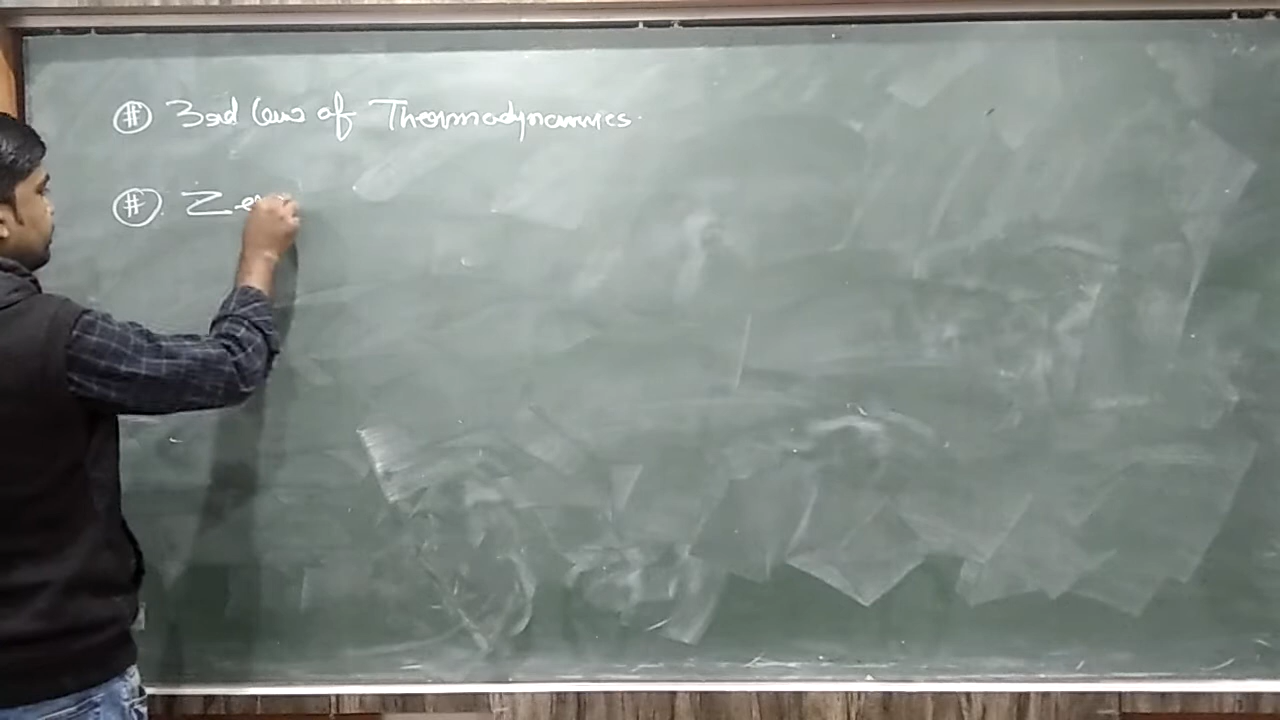 # 3rd law of Thermodynamics.
#. Ze